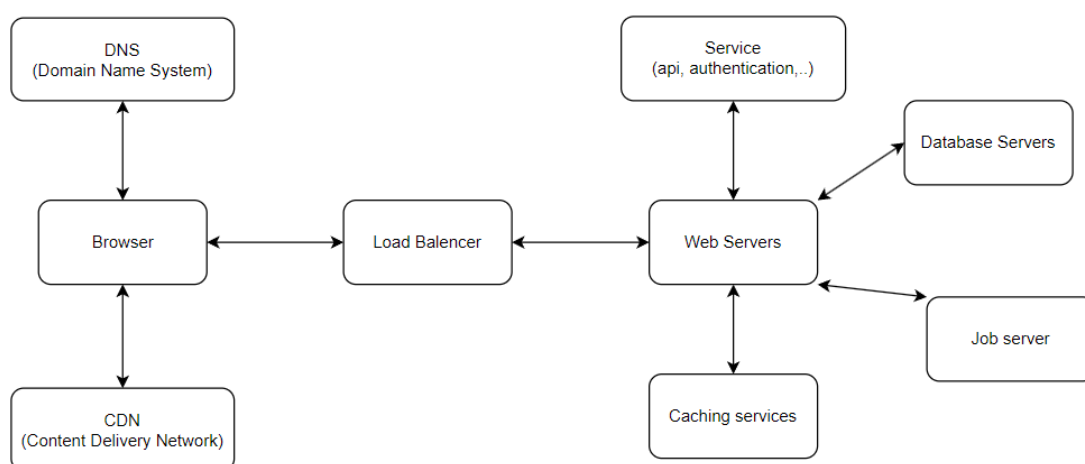 DNS
(Domain Name System)
Service
(api, authentication,..)
Database Servers
Browser
Load Balencer
Web Servers
Job server
CDN
(Content Delivery Network)
Caching services